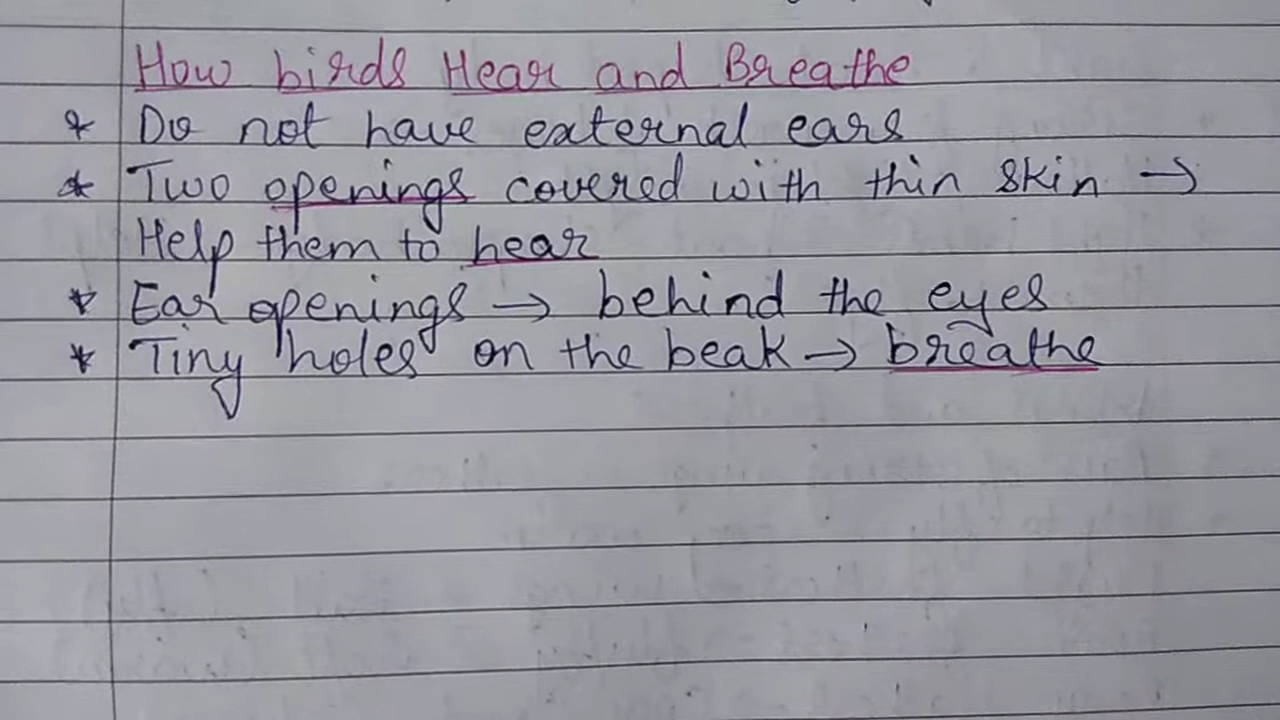 How birds Hear and Breathe
* Do not have external ears
* Two openings covered with thin skin →
Help them to hear
* Ear openings → behind the eyes
* Tiny holes on the beak → breathe